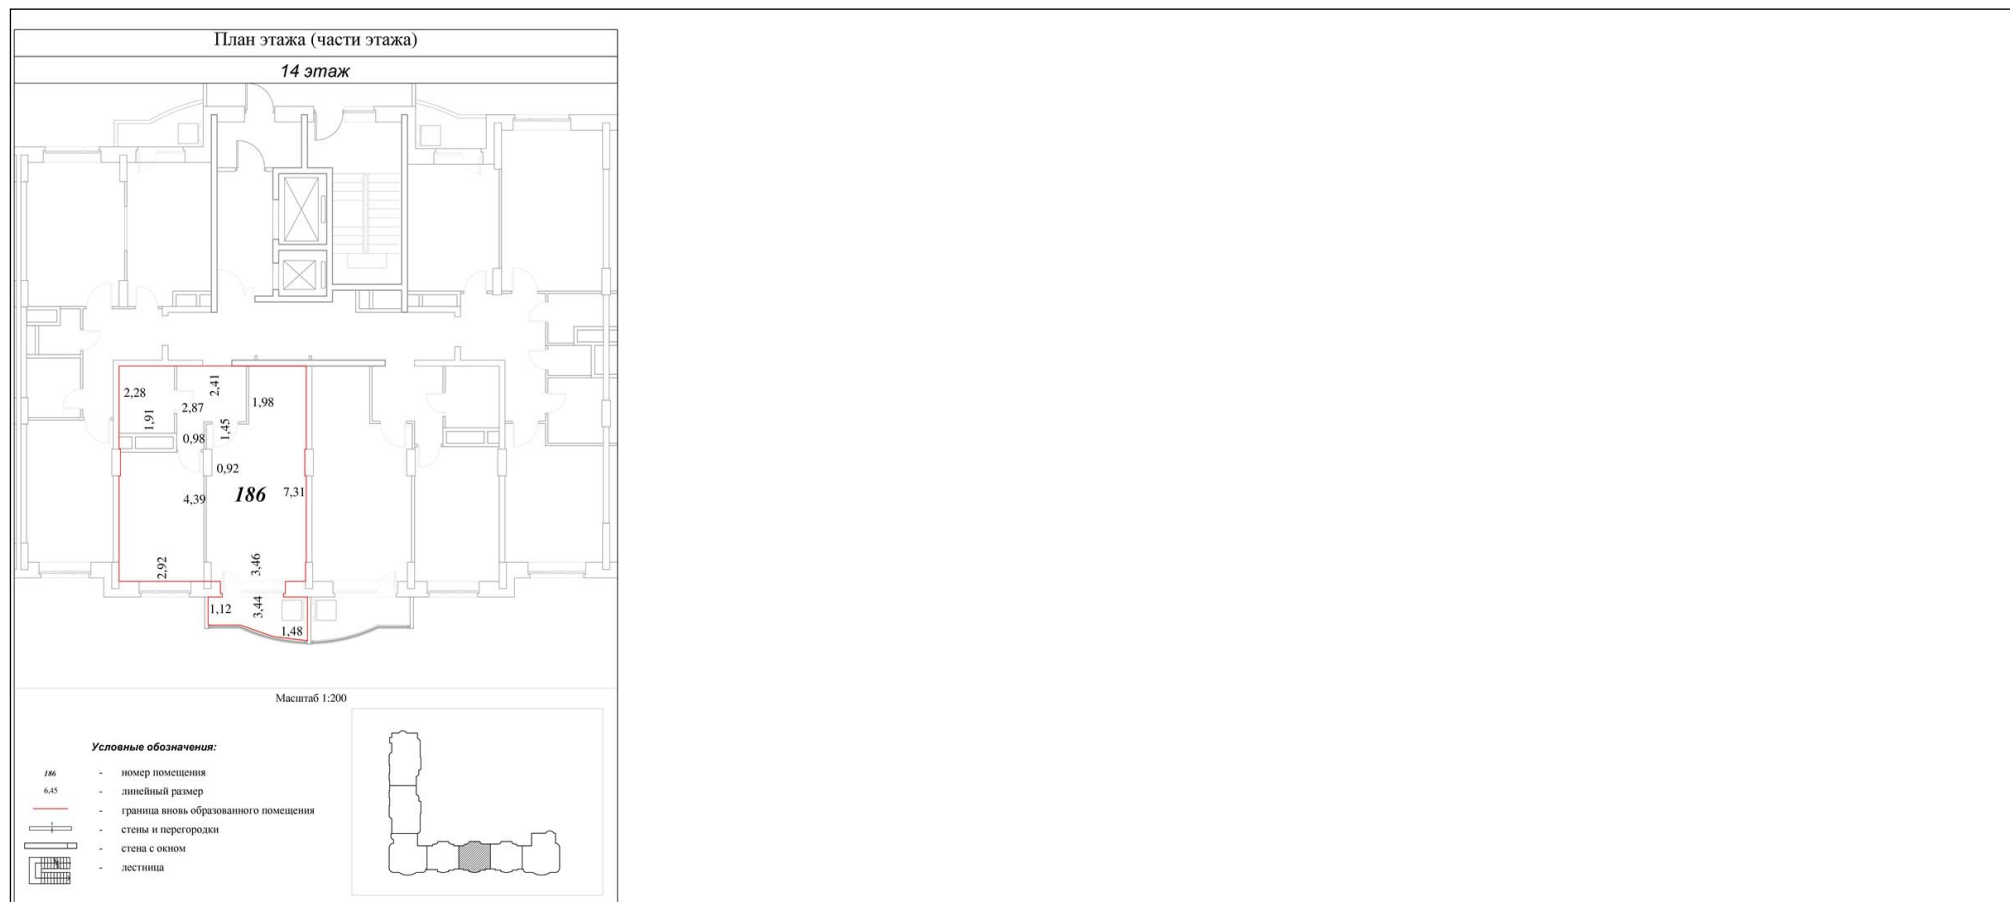 План этажа (части этажа)
14 этаж
2,28
2,41
1,98
1,91
2,87
1,45
0,98
0,92
4,39
186
7,31
2,92
3,46
1,12
3,44
1,48
Масштаб 1:200
Условные обозначения:
186 - номер помещения
6,45 - линейный размер
- граница вновь образованного помещения
- стены и перегородки
- стена с окном
- лестница